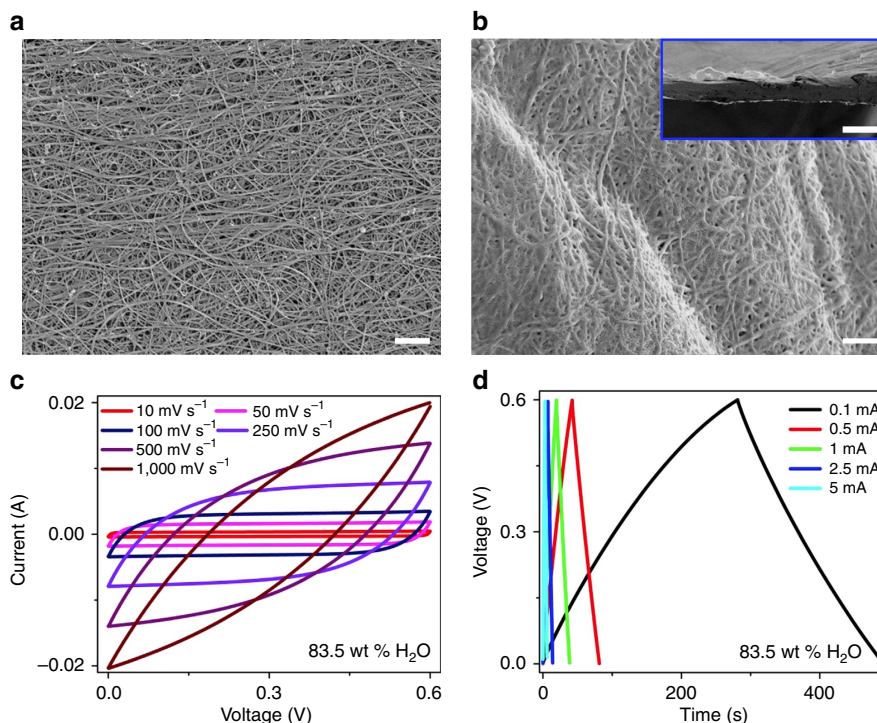 a
b
c
0.02
0.00
−0.02
Current (A)
10 mV s⁻¹
50 mV s⁻¹
100 mV s⁻¹
250 mV s⁻¹
500 mV s⁻¹
1,000 mV s⁻¹
83.5 wt % H₂O
0.0
0.3
0.6
Voltage (V)
d
0.6
0.3
0.0
Voltage (V)
0.1 mA
0.5 mA
1 mA
2.5 mA
5 mA
83.5 wt % H₂O
0
200
400
Time (s)